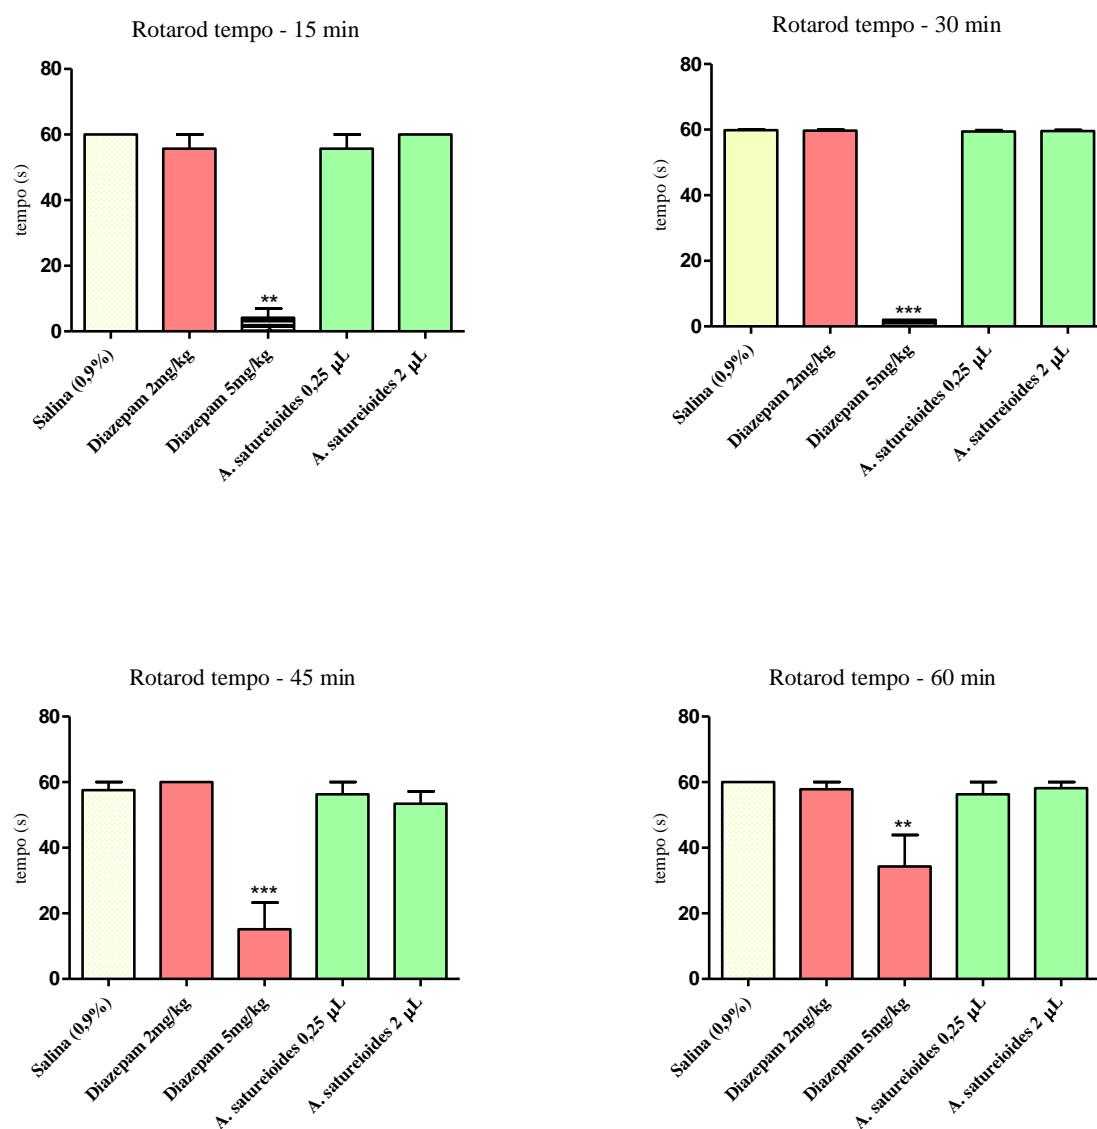 Rotarod tempo - 15 min
80
60
40
20
0
tempo (s)
**
Salina (0,9%)
Diazepam 2mg/kg
Diazepam 5mg/kg
A. satureioides 0,25 µL
A. satureioides 2 µL
Rotarod tempo - 30 min
80
60
40
20
0
tempo (s)
***
Salina (0,9%)
Diazepam 2mg/kg
Diazepam 5mg/kg
A. satureioides 0,25 µL
A. satureioides 2 µL
Rotarod tempo - 45 min
80
60
40
20
0
tempo (s)
***
Salina (0,9%)
Diazepam 2mg/kg
Diazepam 5mg/kg
A. satureioides 0,25 µL
A. satureioides 2 µL
Rotarod tempo - 60 min
80
60
40
20
0
tempo (s)
**
Salina (0,9%)
Diazepam 2mg/kg
Diazepam 5mg/kg
A. satureioides 0,25 µL
A. satureioides 2 µL